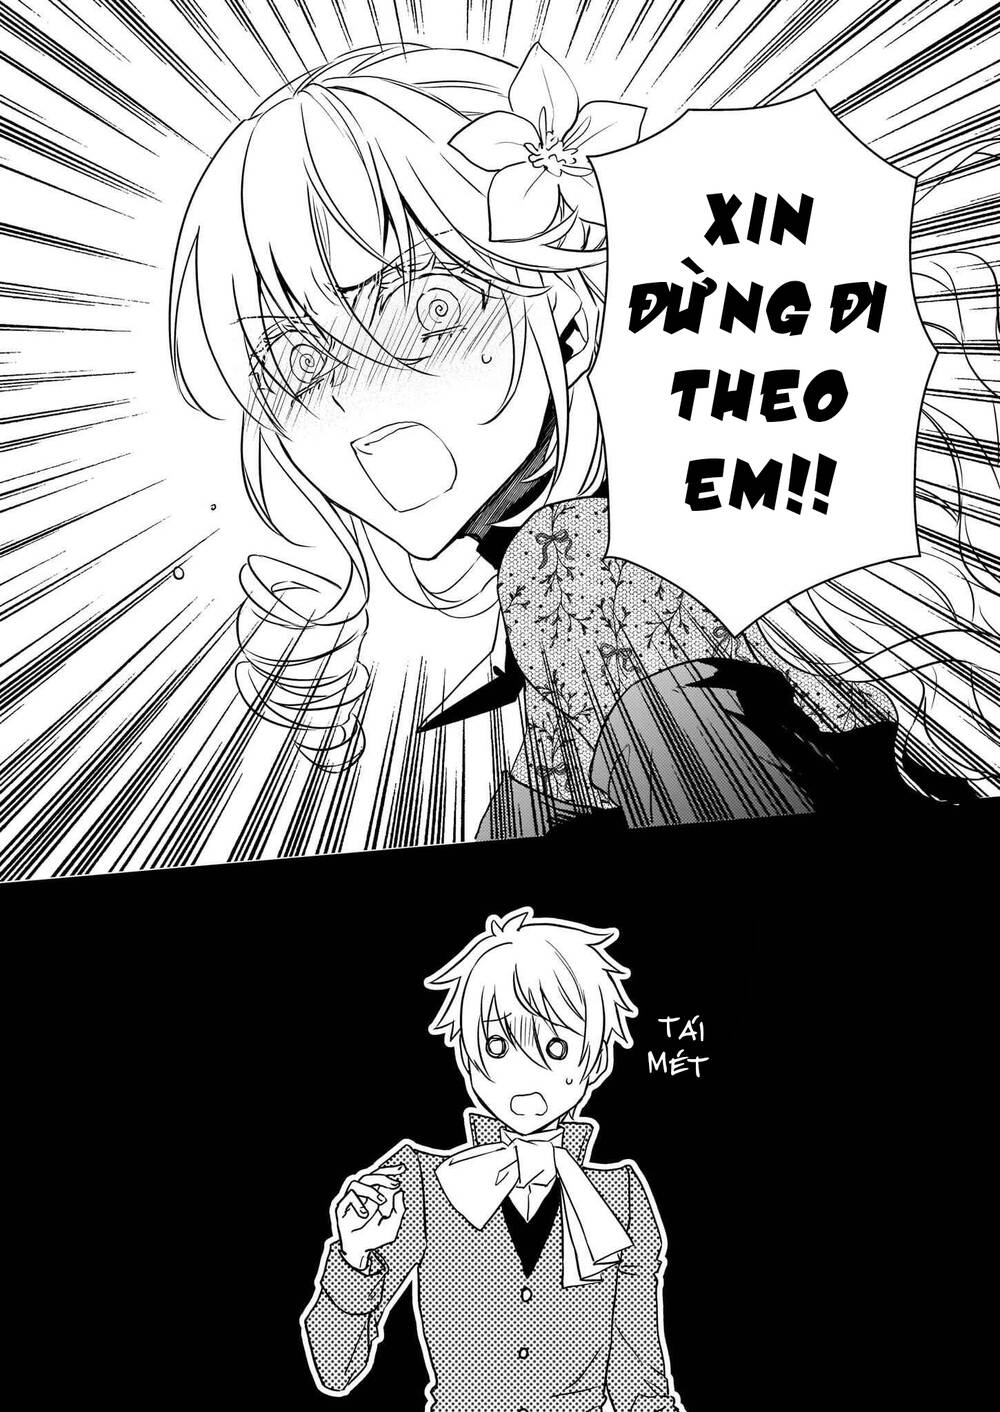 XIN
ĐỪNG ĐI
THEO
EM!!
TÁI
MÉT